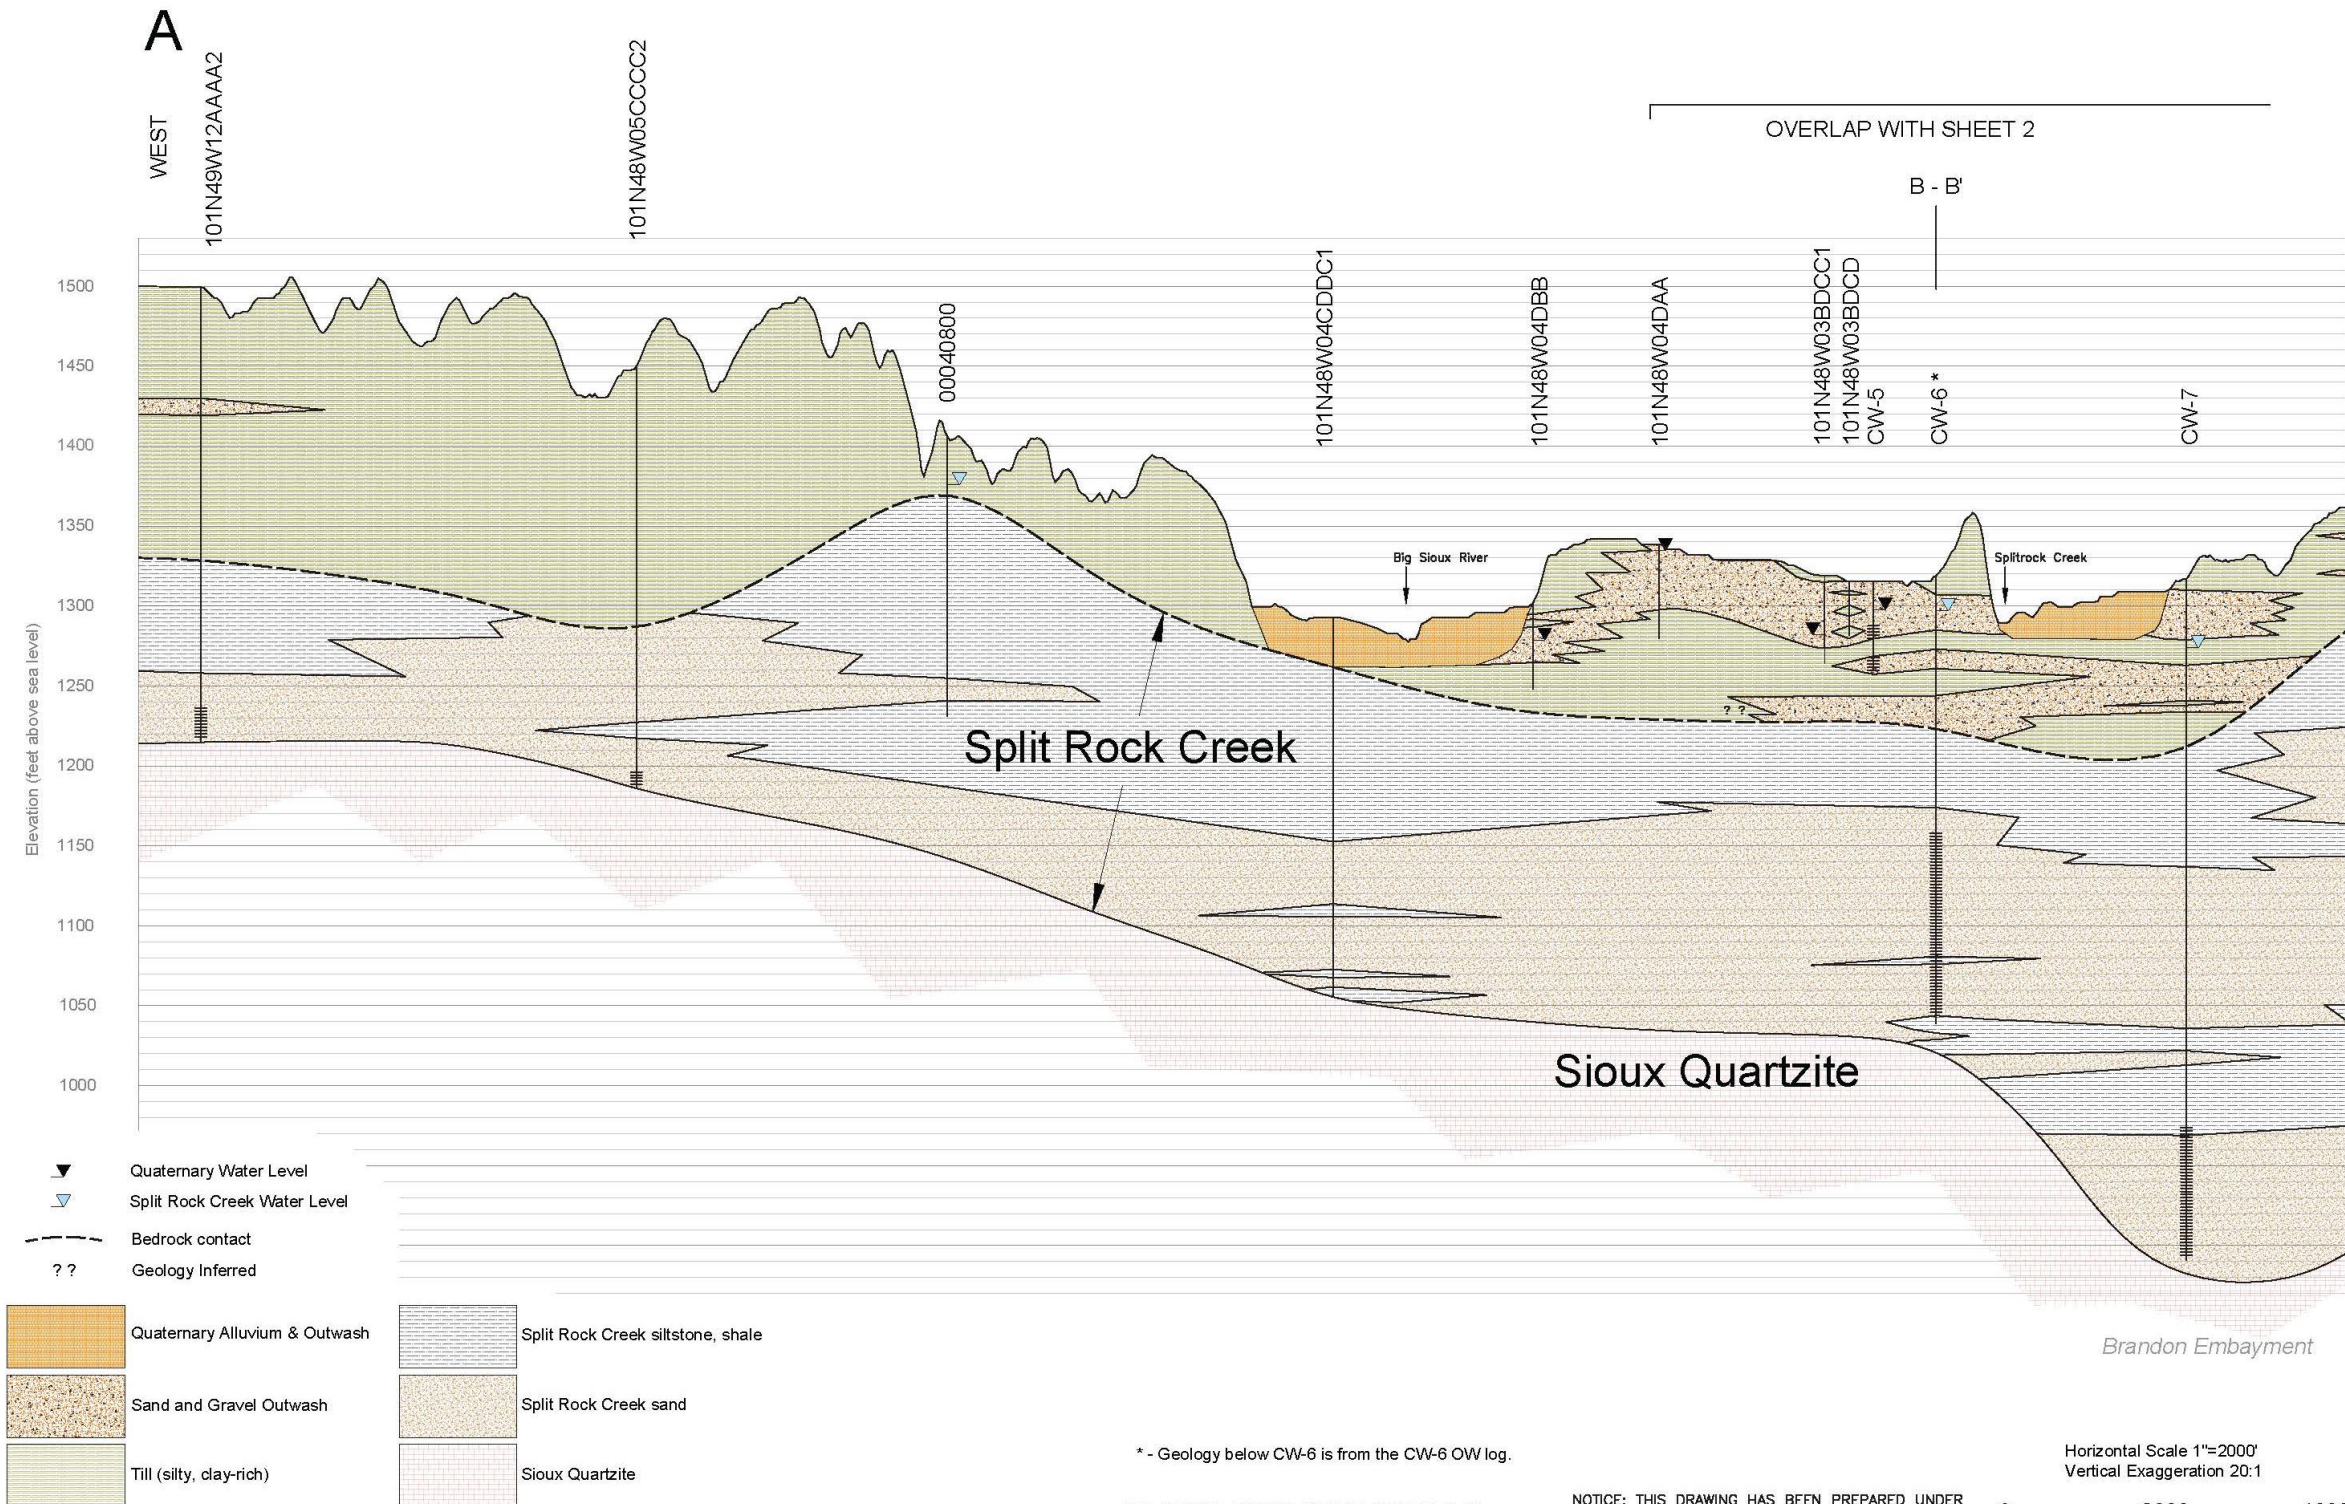 A
WEST
101N49W12AAAA2
101N48W05CCCC2
00040800
101N48W04CDDC1
101N48W04DBB
101N48W04DAA
101N48W03BDCC1
101N48W03BDCD
CW-5
CW-6 *
CW-7
OVERLAP WITH SHEET 2
B - B'
Elevation (feet above sea level)
1500
1450
1400
1350
1300
1250
1200
1150
1100
1050
1000
Big Sioux River
Splitrock Creek
? ?
Split Rock Creek
Sioux Quartzite
Brandon Embayment
Quaternary Water Level
Split Rock Creek Water Level
Bedrock contact
? ? Geology Inferred
Quaternary Alluvium & Outwash
Sand and Gravel Outwash
Till (silty, clay-rich)
Split Rock Creek siltstone, shale
Split Rock Creek sand
Sioux Quartzite
* - Geology below CW-6 is from the CW-6 OW log.
Horizontal Scale 1"=2000'
Vertical Exaggeration 20:1
NOTICE: THIS DRAWING HAS BEEN PREPARED UNDER